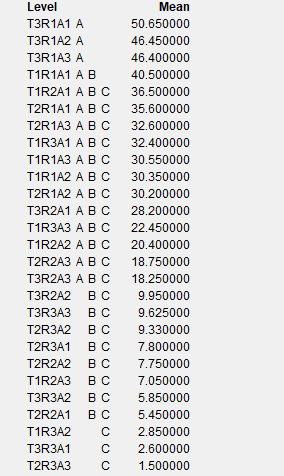 Level Mean
T3R1A1 A 50.650000
T3R1A2 A 46.450000
T3R1A3 A 46.400000
T1R1A1 A B 40.500000
T1R2A1 A B C 36.500000
T2R1A1 A B C 35.600000
T2R1A3 A B C 32.600000
T1R3A1 A B C 32.400000
T1R1A3 A B C 30.550000
T1R1A2 A B C 30.350000
T2R1A2 A B C 30.200000
T3R2A1 A B C 28.200000
T1R3A3 A B C 22.450000
T1R2A2 A B C 20.400000
T2R2A3 A B C 18.750000
T3R2A3 A B C 18.250000
T3R2A2 B C 9.950000
T3R3A3 B C 9.625000
T2R3A2 B C 9.330000
T2R3A1 B C 7.800000
T2R2A2 B C 7.750000
T1R2A3 B C 7.050000
T3R3A2 B C 5.850000
T2R2A1 B C 5.450000
T1R3A2 C 2.850000
T3R3A1 C 2.600000
T2R3A3 C 1.500000